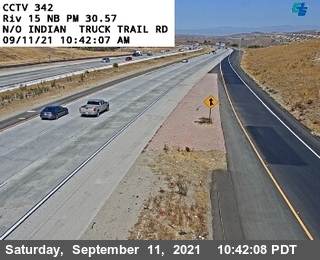 CCTV 342
Riv 15 NB PM 30.57
N/O INDIAN TRUCK TRAIL RD
09/11/21 10:42:07 AM
Saturday, September 11, 2021 10:42:08 PDT